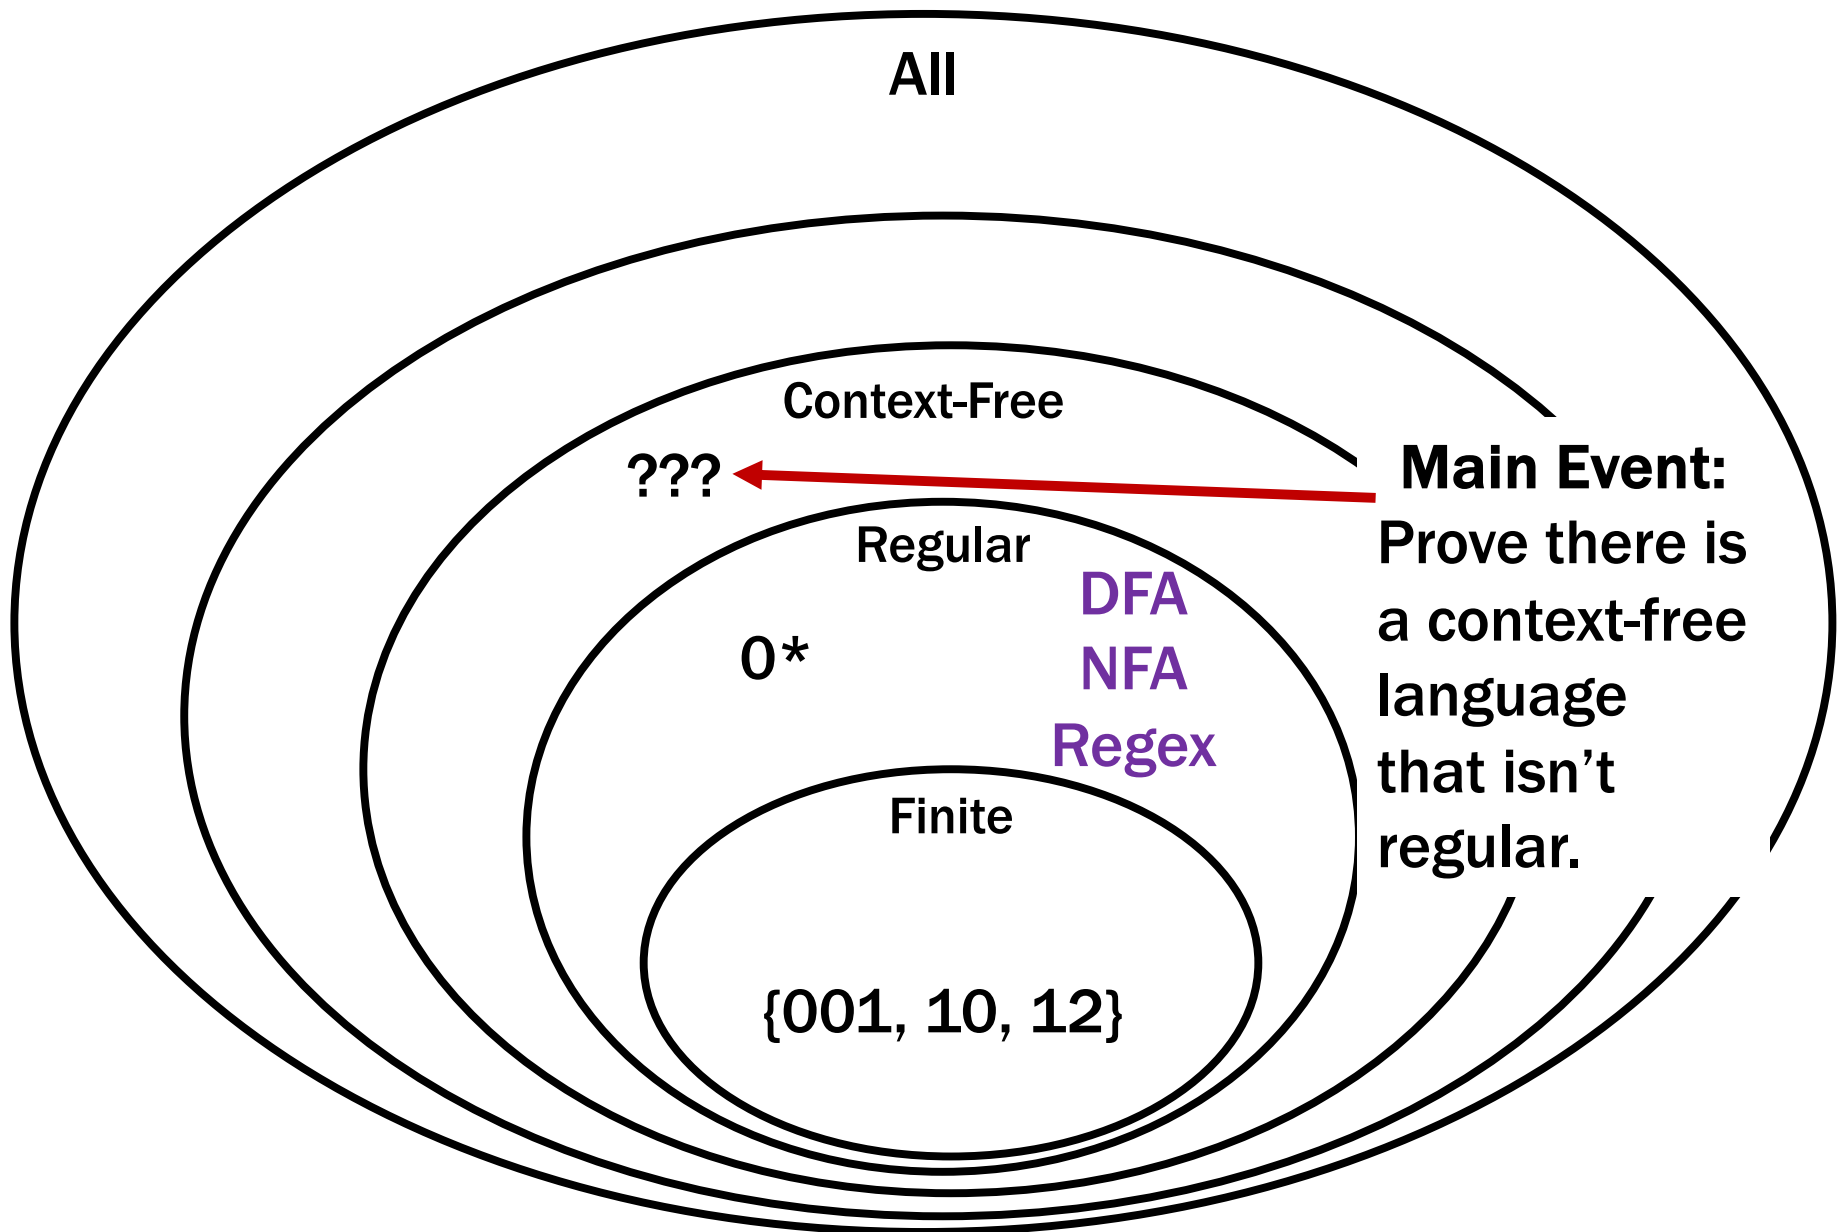 All
Context-Free
???
Main Event:
Prove there is
a context-free
language
that isn’t
regular.
Regular
DFA
NFA
Regex
0*
Finite
{001, 10, 12}